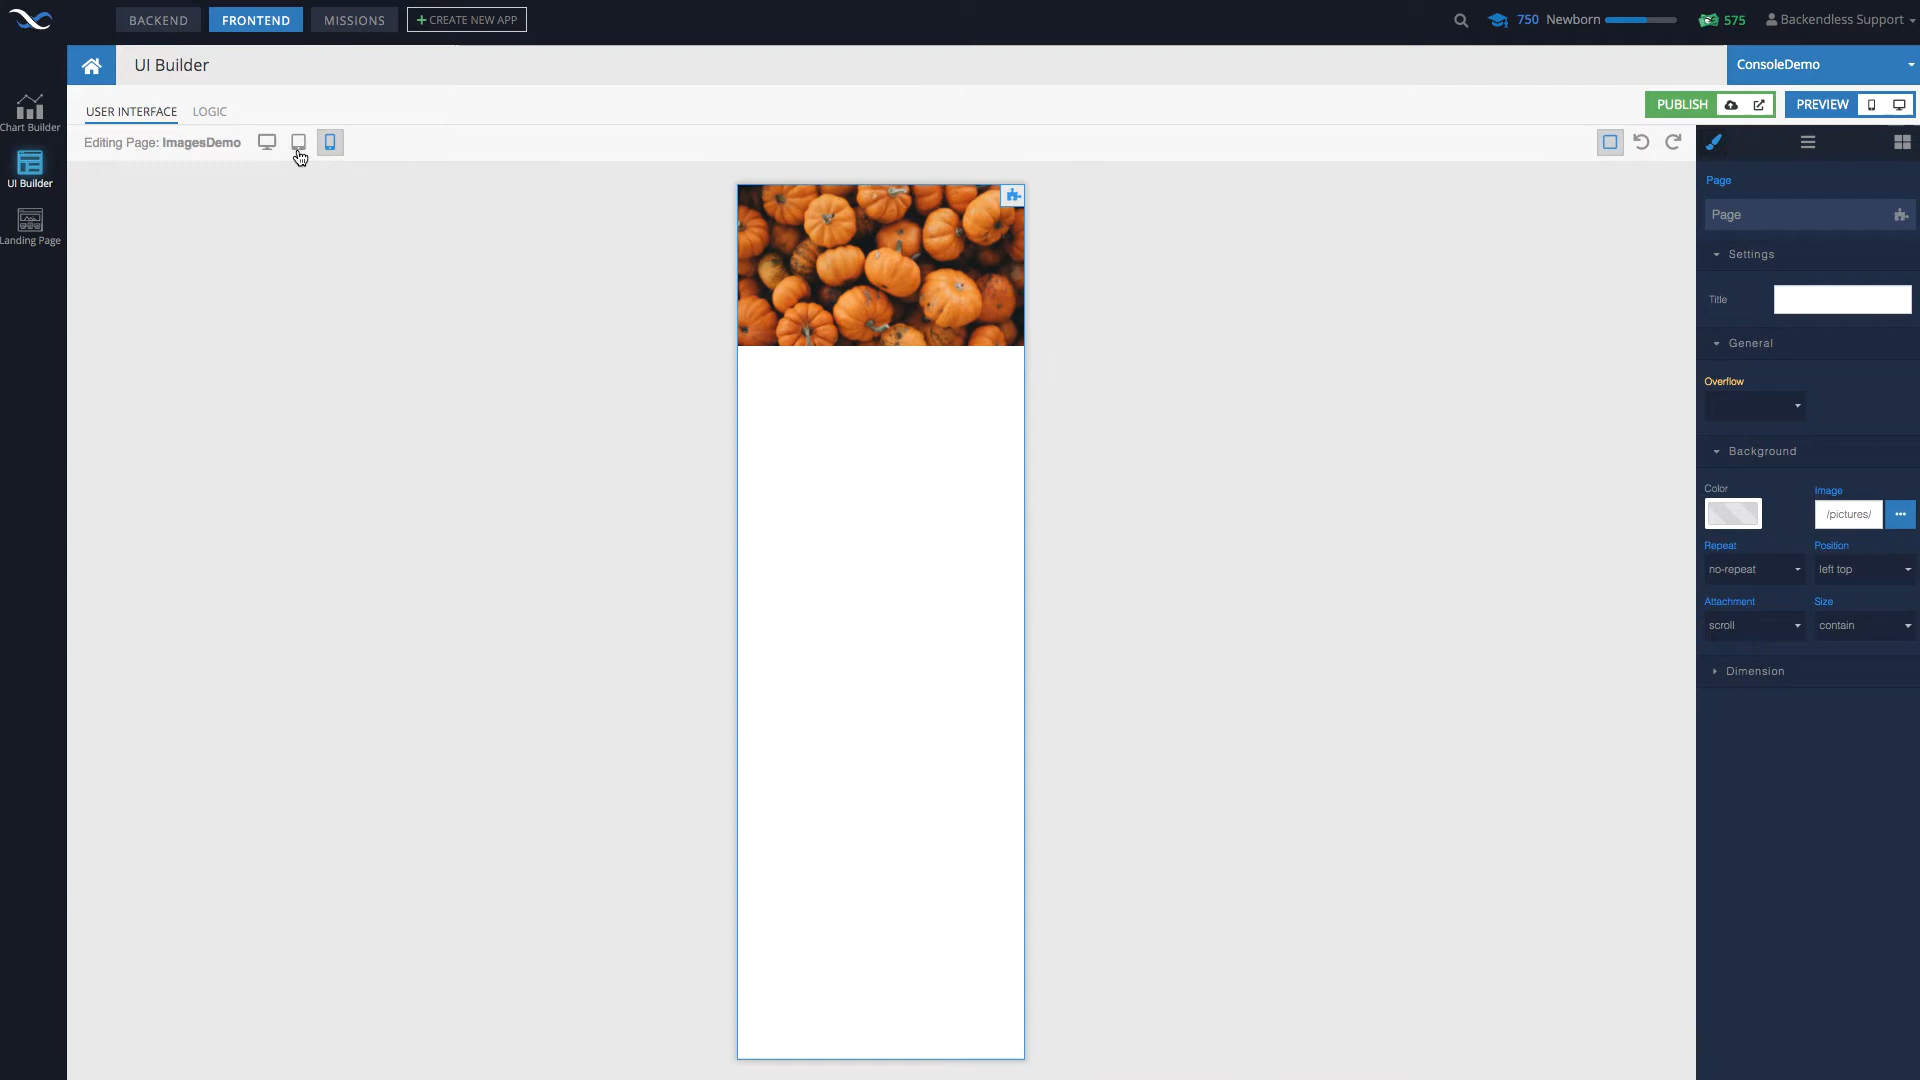 BACKEND
FRONTEND
MISSIONS
+ CREATE NEW APP
750 Newborn
575
Backendless Support
UI Builder
ConsoleDemo
Chart Builder
UI Builder
Landing Page
USER INTERFACE
LOGIC
PUBLISH
PREVIEW
Editing Page: ImagesDemo
Page
Page
Settings
Title
General
Overflow
Background
Color
Image
/pictures/
Repeat
Position
no-repeat
left top
Attachment
Size
scroll
contain
Dimension